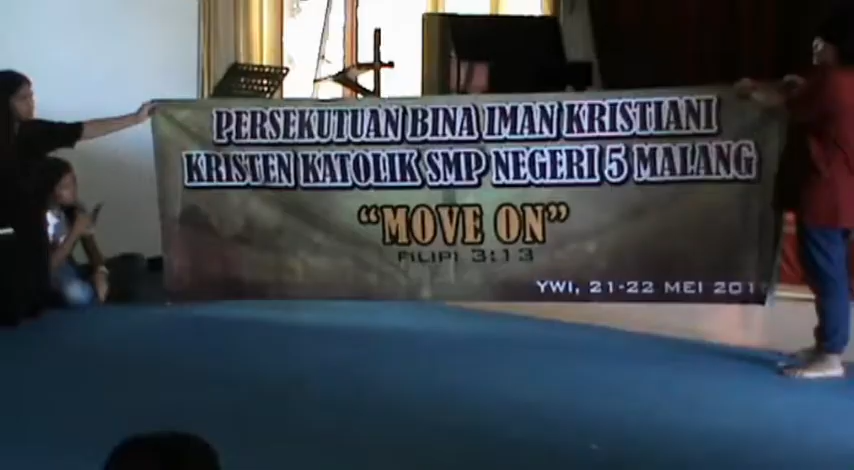 PERSEKUTUAN BINA IMAN KRISTIANI
KRISTEN KATOLIK SMP NEGERI 5 MALANG
"MOVE ON"
FILIPI 3:13
YWI, 21-22 MEI